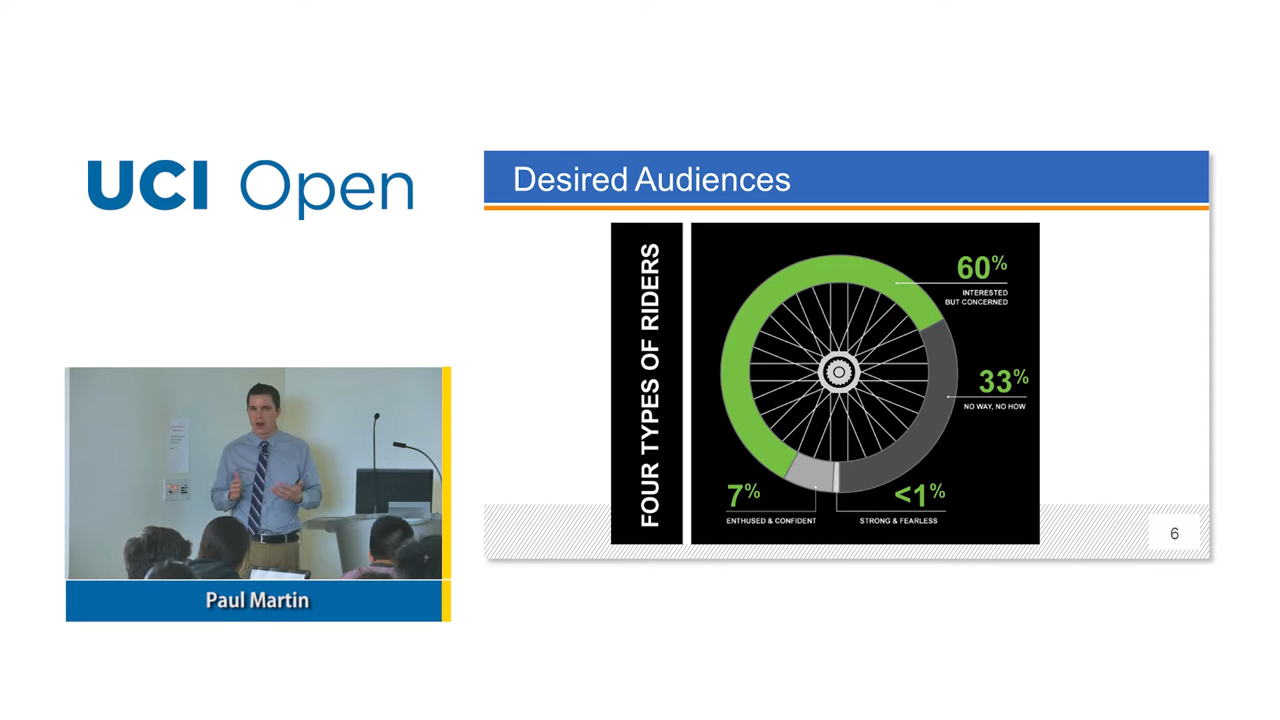 UCI Open
Desired Audiences
FOUR TYPES OF RIDERS
60%
INTERESTED
BUT CONCERNED
33%
NO WAY, NO HOW
7%
ENTHUSED & CONFIDENT
<1%
STRONG & FEARLESS
6
Paul Martin